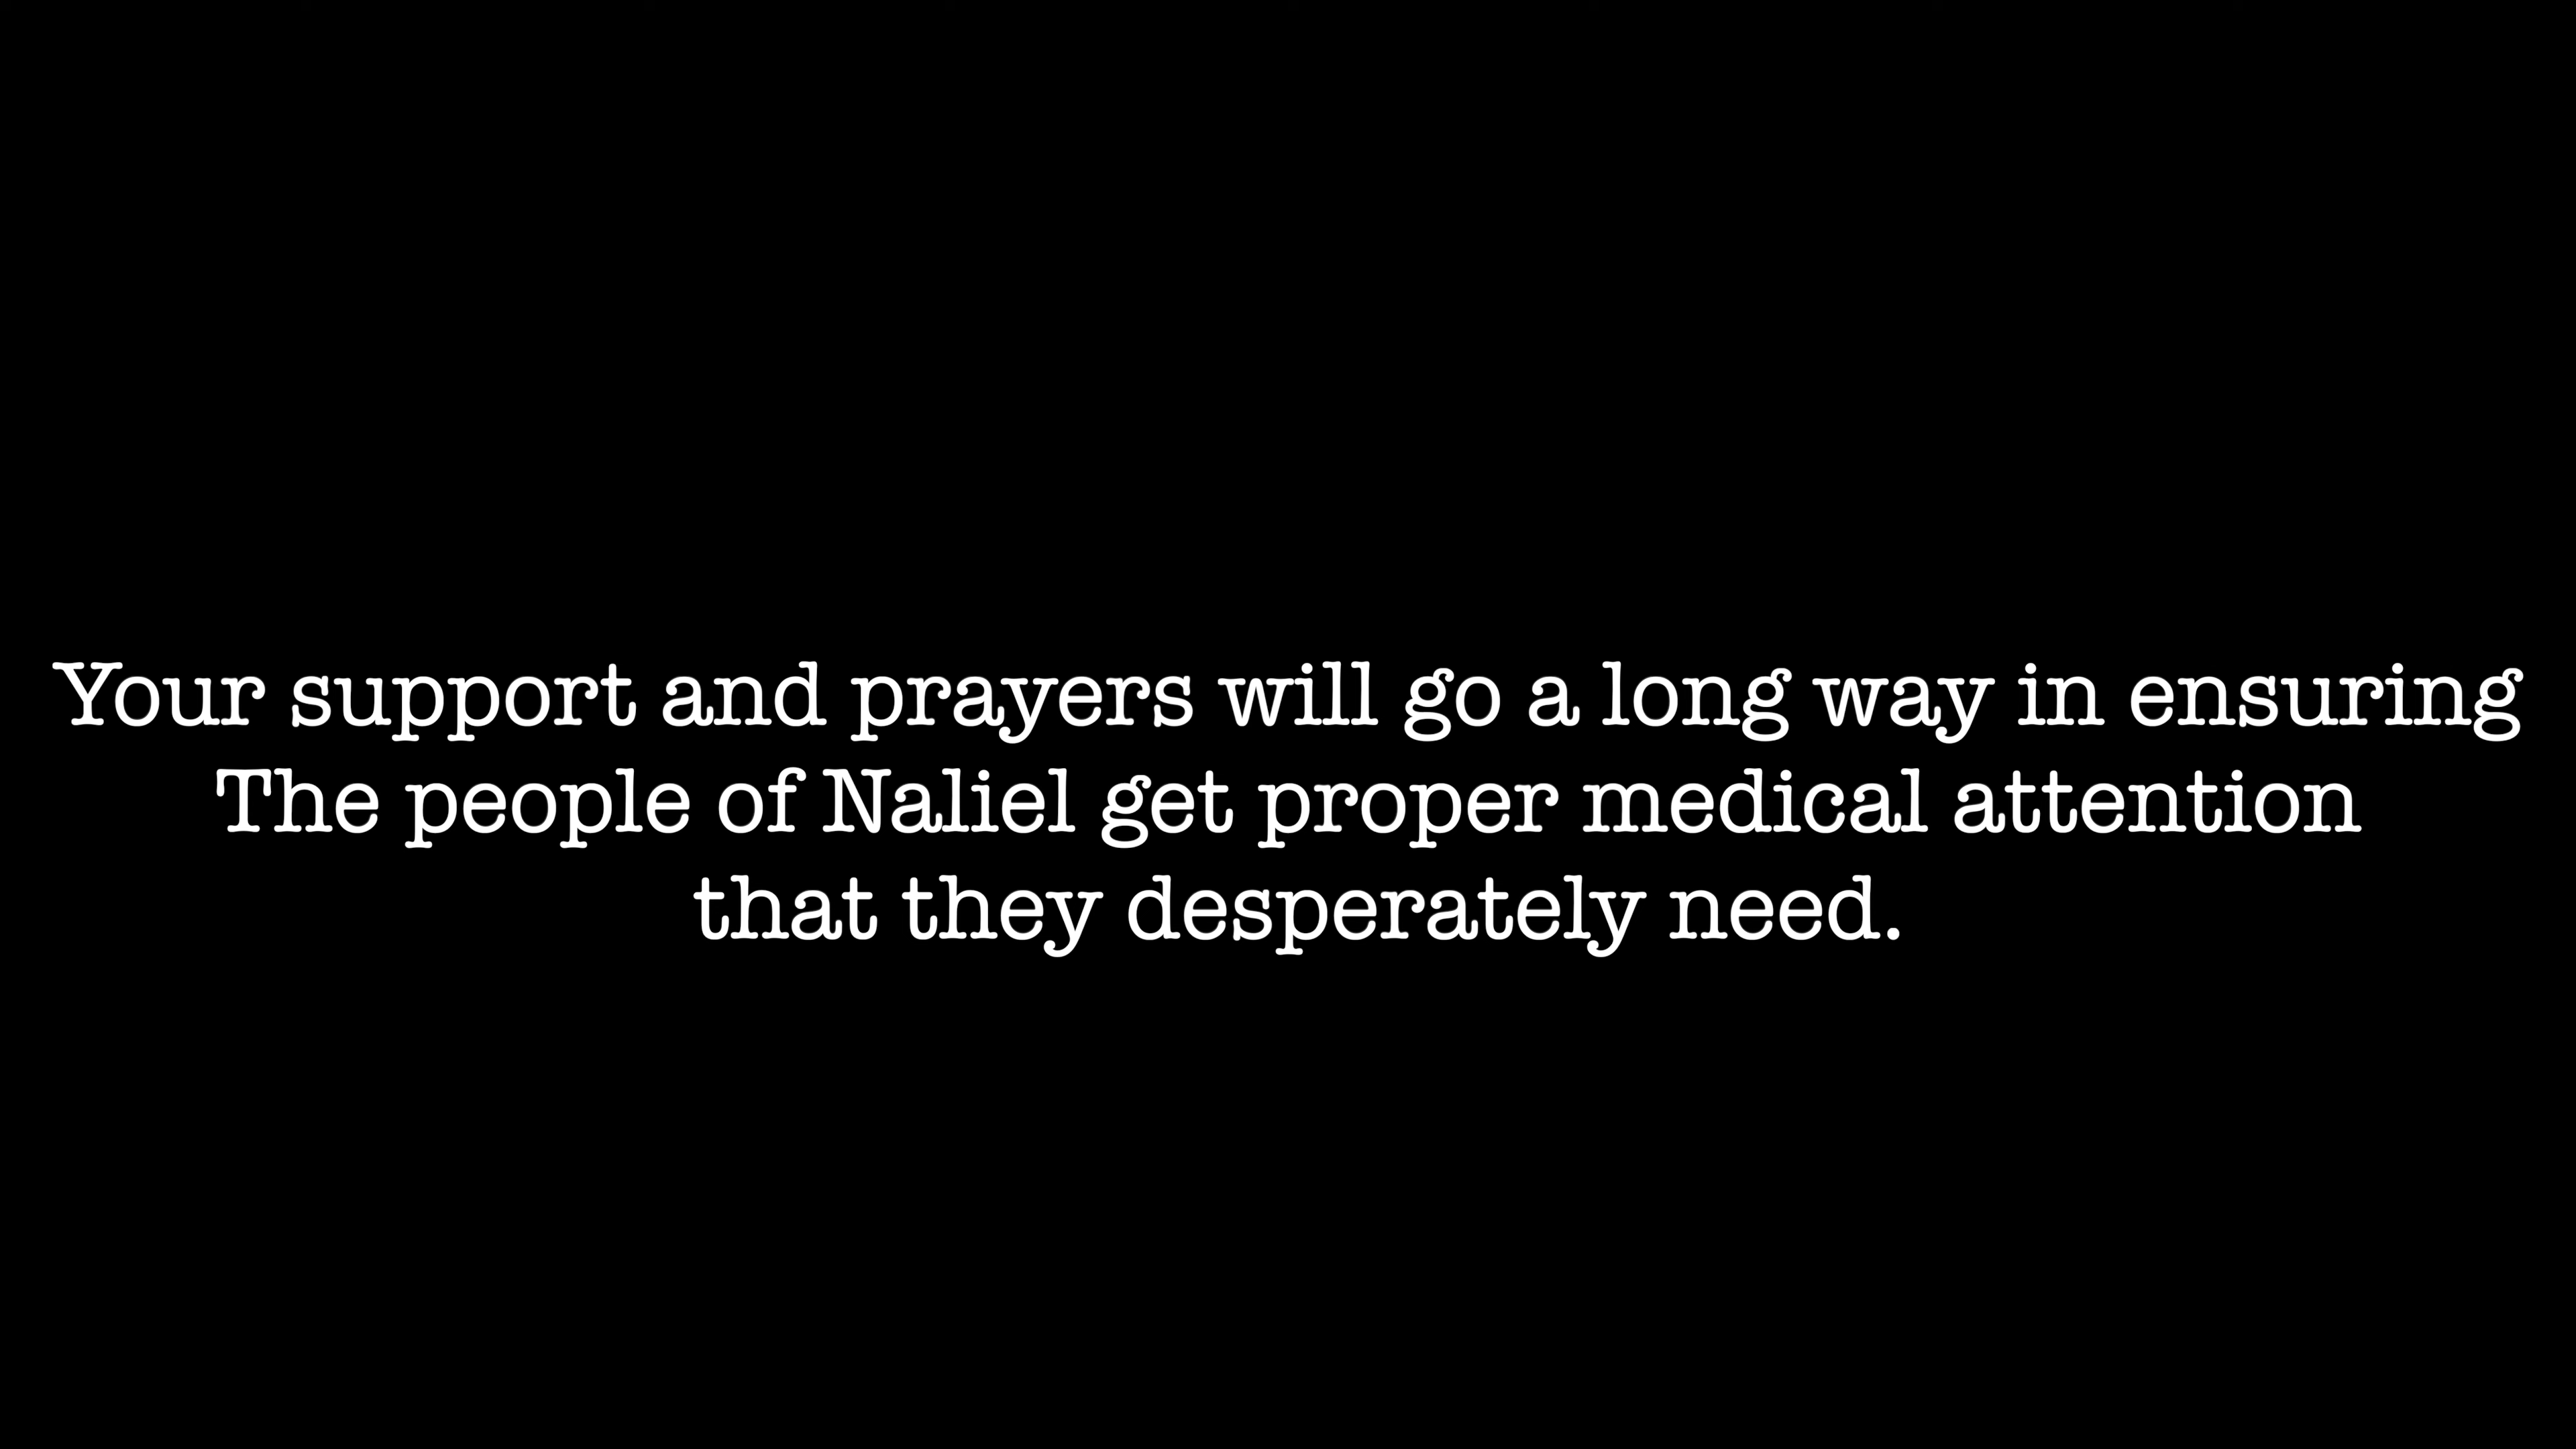 Your support and prayers will go a long way in ensuring
The people of Naliel get proper medical attention
that they desperately need.